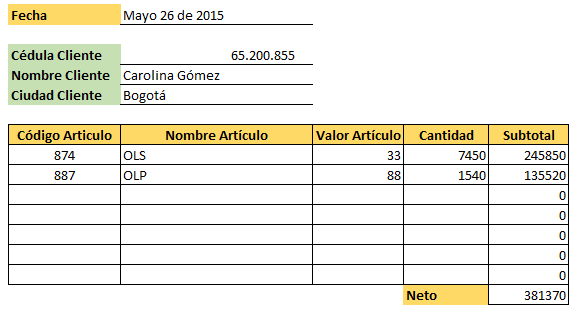 Fecha Mayo 26 de 2015
Cédula Cliente 65.200.855
Nombre Cliente Carolina Gómez
Ciudad Cliente Bogotá
Código Articulo Nombre Artículo Valor Artículo Cantidad Subtotal
874 OLS 33 7450 245850
887 OLP 88 1540 135520
0
0
0
0
0
Neto 381370